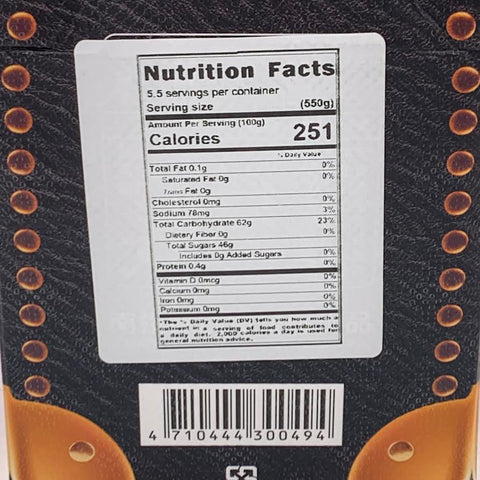 Nutrition Facts
5.5 servings per container
Serving size (550g)
Amount Per Serving (100g)
Calories 251
% Daily Value
Total Fat 0.1g 0%
Saturated Fat 0g 0%
Trans Fat 0g
Cholesterol 0mg 0%
Sodium 78mg 3%
Total Carbohydrate 62g 23%
Dietary Fiber 0g 0%
Total Sugars 46g
Includes 0g Added Sugars 0%
Protein 0.4g 0%
Vitamin D 0mcg 0%
Calcium 0mg 0%
Iron 0mg 0%
Potassium 0mg 0%
*The % Daily Value (DV) tells you how much a
nutrient in a serving of food contributes to
a daily diet. 2,000 calories a day is used for
general nutrition advice.
4 710444 300494